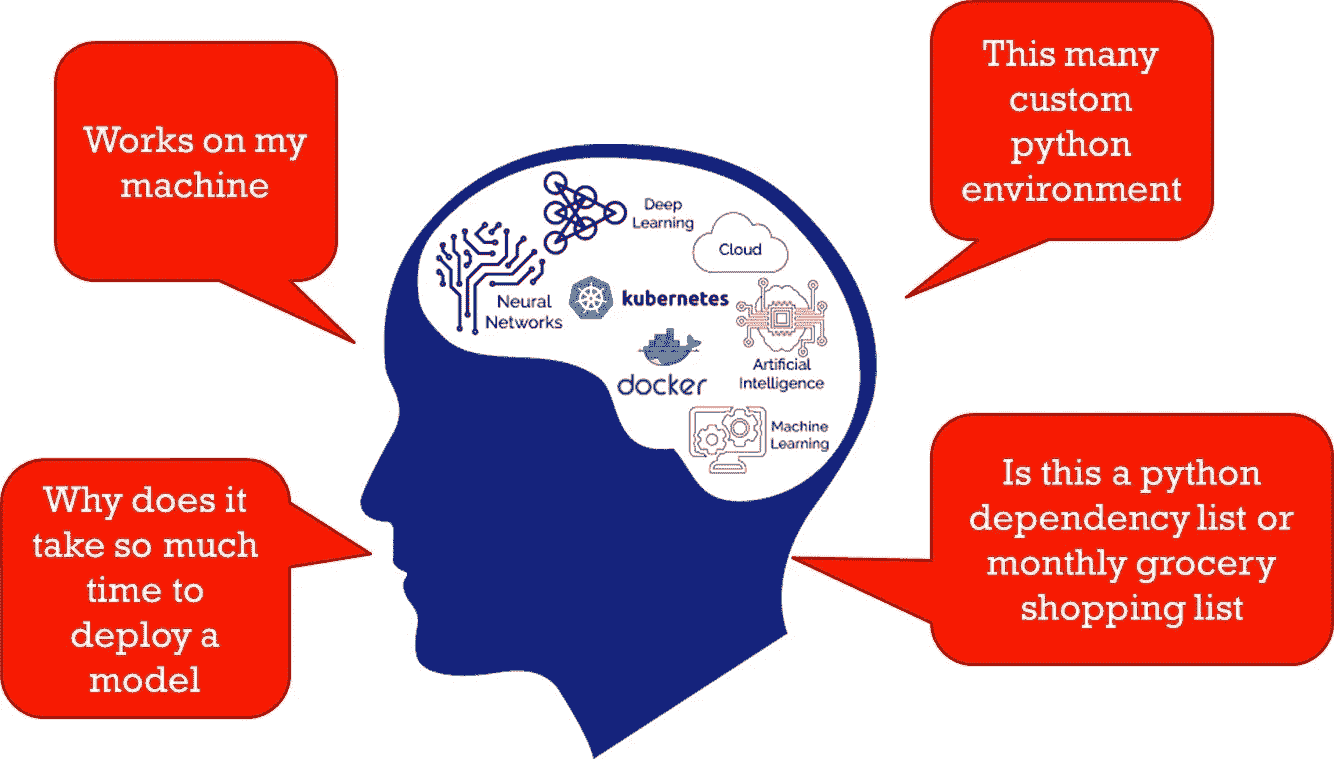 Works on my
machine
This many
custom
python
environment
Deep
Learning
Cloud
Neural
Networks
kubernetes
docker
Artificial
Intelligence
Machine
Learning
Why does it
take so much
time to
deploy a
model
Is this a python
dependency list or
monthly grocery
shopping list